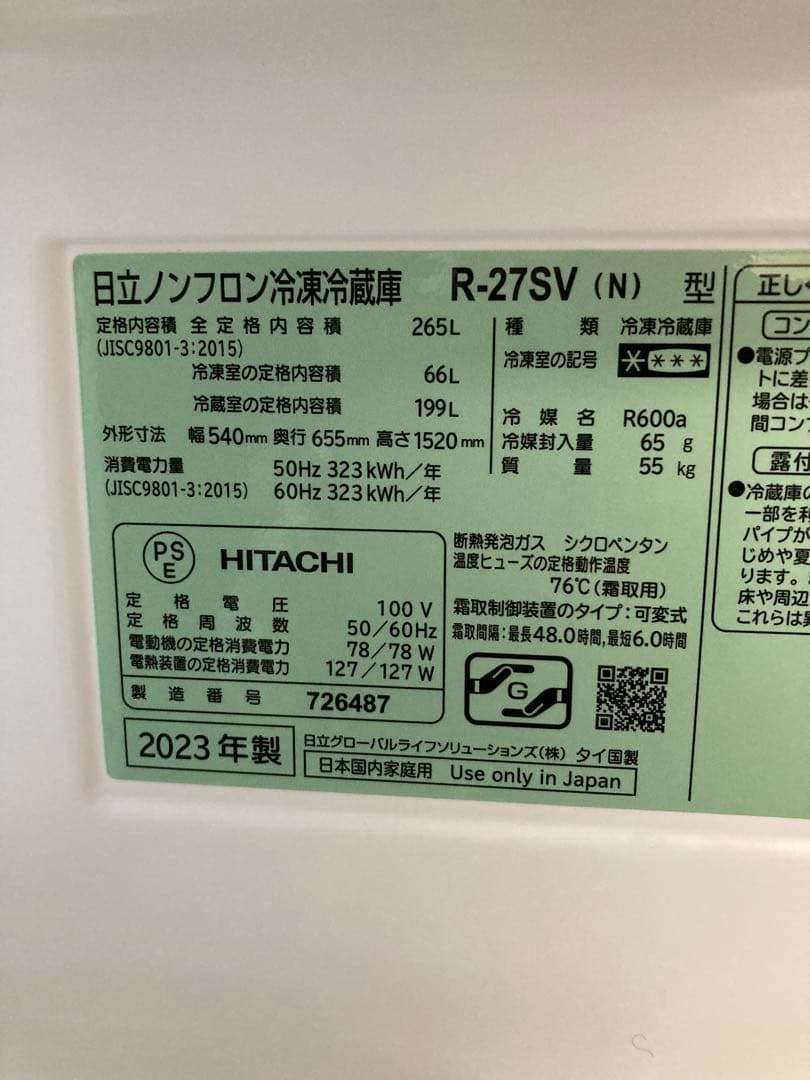 日立ノンフロン冷凍冷蔵庫 R-27SV (N) 型
定格内容積 全定格内容積 265L
(JISC9801-3:2015)
冷凍室の定格内容積 66L
冷蔵室の定格内容積 199L
外形寸法 幅540mm 奥行655mm 高さ1520mm
消費電力量 50Hz 323kWh/年
(JISC9801-3:2015) 60Hz 323kWh/年
種類 冷凍冷蔵庫
冷凍室の記号 ****
冷媒名 R600a
冷媒封入量 65 g
質量 55 kg
PSE HITACHI
定格電圧 100 V
定格周波数 50/60Hz
電動機の定格消費電力 78/78 W
電熱装置の定格消費電力 127/127 W
製造番号 726487
断熱発泡ガス シクロペンタン
温度ヒューズの定格動作温度
76℃(霜取用)
霜取制御装置のタイプ:可変式
霜取間隔:最長48.0時間,最短6.0時間
G
2023年製
日立グローバルライフソリューションズ(株) タイ国製
日本国内家庭用 Use only in Japan
正し
コン
●電源プ
トに差
場合は
間コン
露付
●冷蔵庫の
一部を利
パイプが
じめや夏
ります。
床や周辺
これらは異